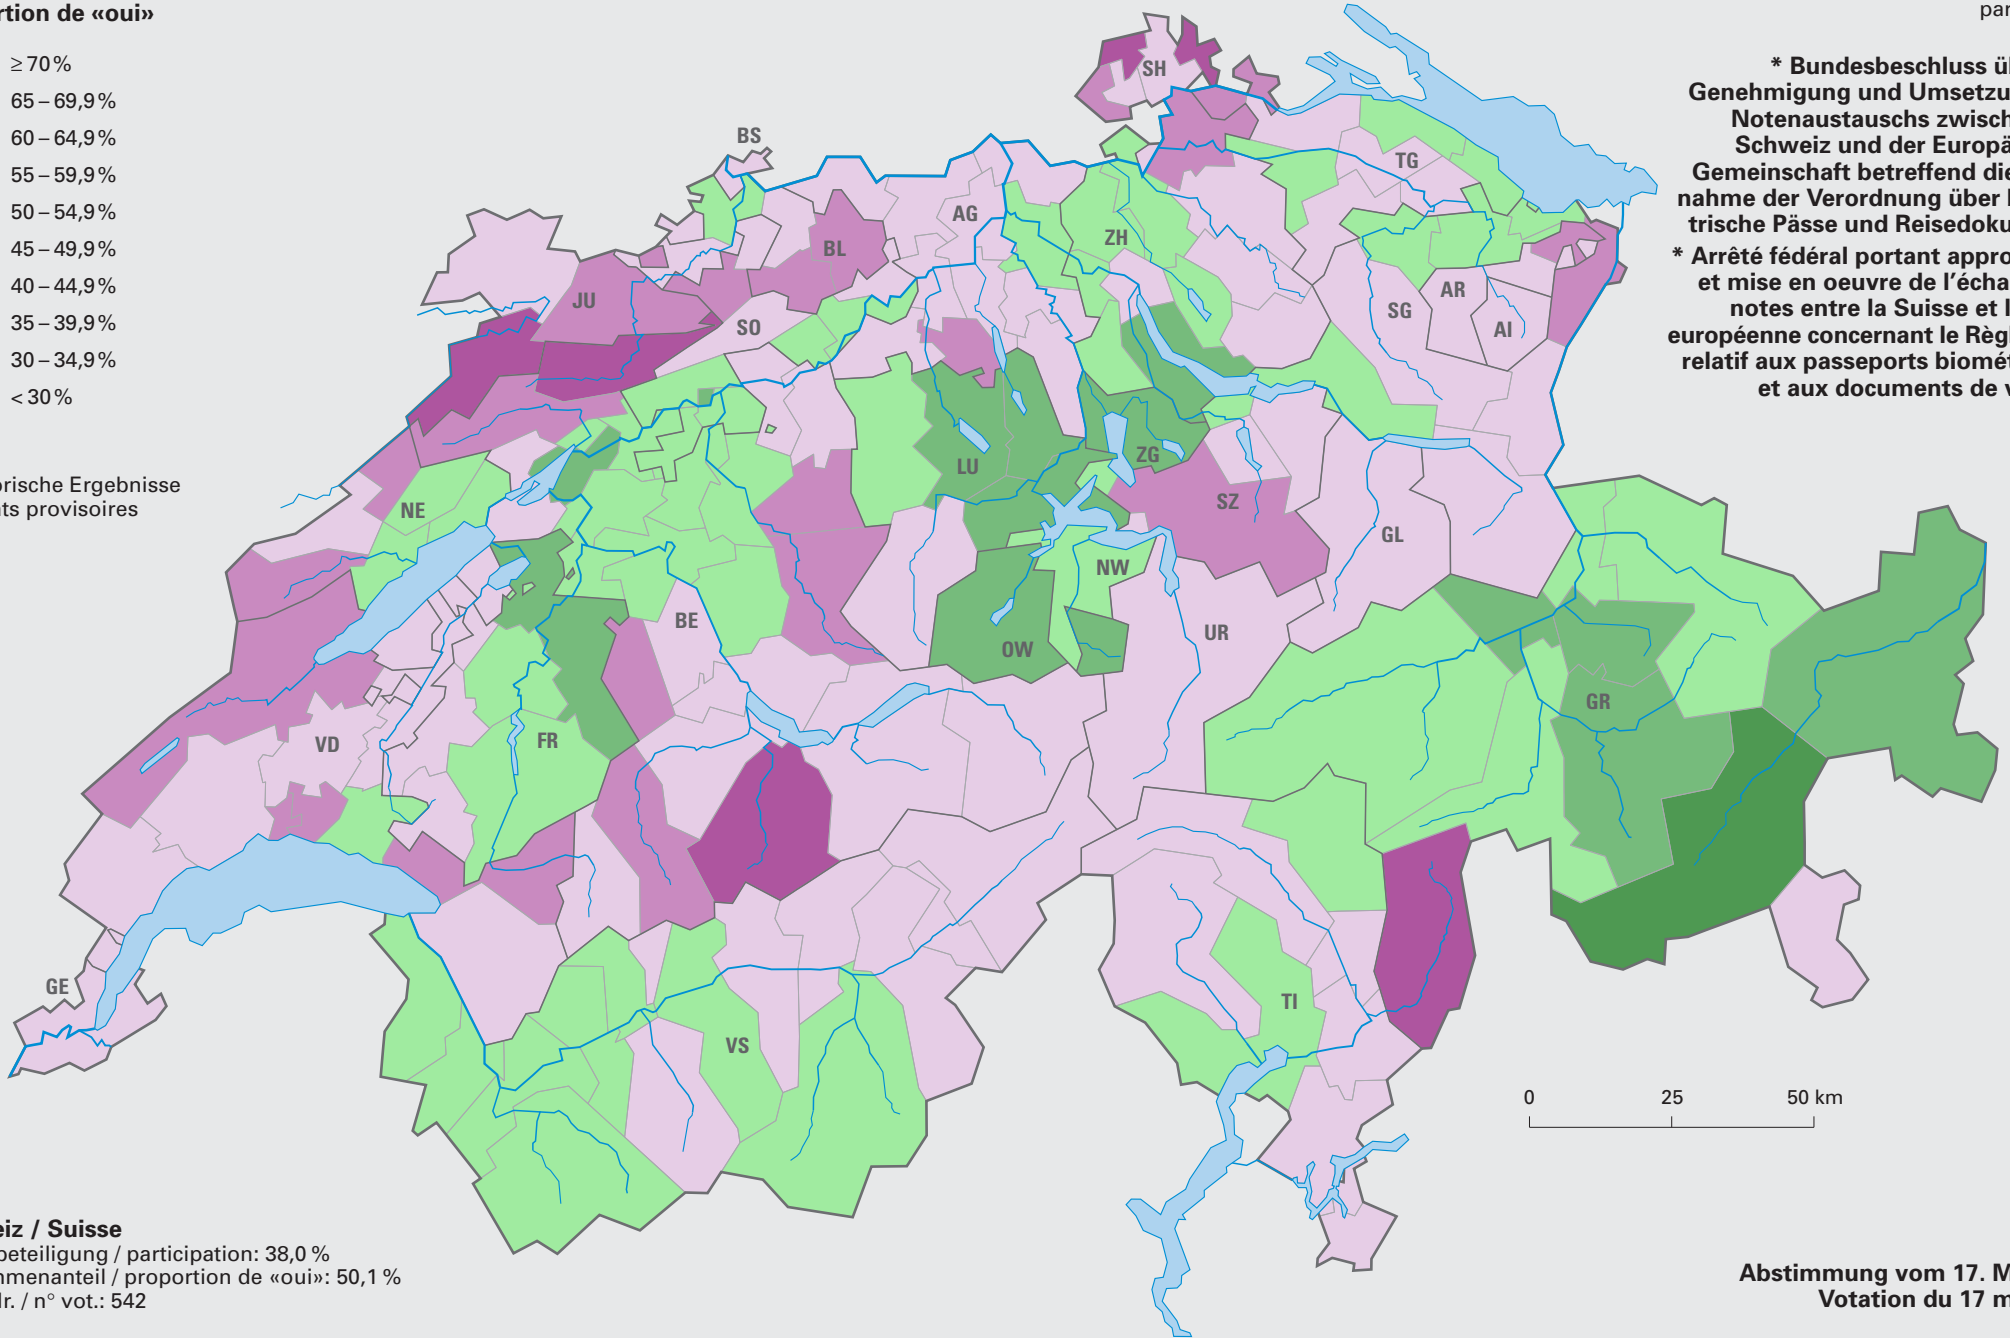 rtion de «oui»
≥ 70 %
65 – 69,9 %
60 – 64,9 %
55 – 59,9 %
50 – 54,9 %
45 – 49,9 %
40 – 44,9 %
35 – 39,9 %
30 – 34,9 %
< 30 %
orische Ergebnisse
ats provisoires
par
* Bundesbeschluss ü
Genehmigung und Umsetzu
Notenaustauschs zwisch
Schweiz und der Europä
Gemeinschaft betreffend die
nahme der Verordnung über
trische Pässe und Reisedoku
* Arrêté fédéral portant appro
et mise en oeuvre de l'écha
notes entre la Suisse et l
européenne concernant le Règl
relatif aux passeports biomét
et aux documents de v
SH
BS
TG
AG
ZH
BL
JU
SO
SG
AR
AI
LU
ZG
SZ
NE
GL
NW
BE
UR
OW
GR
VD
FR
GE
TI
VS
0 25 50 km
eiz / Suisse
beteiligung / participation: 38,0 %
mmenanteil / proportion de «oui»: 50,1 %
r. / n° vot.: 542
Abstimmung vom 17. M
Votation du 17 m